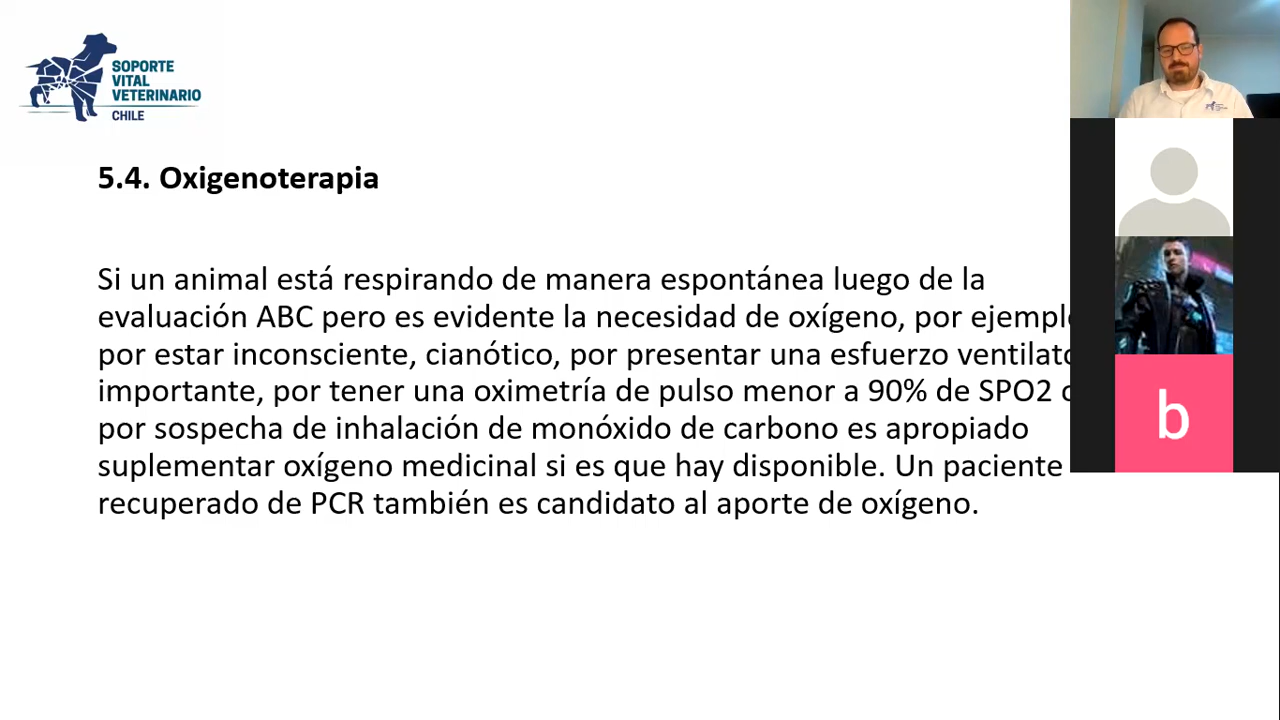 SOPORTE
VITAL
VETERINARIO
CHILE
5.4. Oxigenoterapia
Si un animal está respirando de manera espontánea luego de la
evaluación ABC pero es evidente la necesidad de oxígeno, por
por estar inconsciente, cianótico, por presentar una esfuerzo
importante, por tener una oximetría de pulso menor a 90% de SPO2
por sospecha de inhalación de monóxido de carbono es apropiado
suplementar oxígeno medicinal si es que hay disponible. Un paciente
recuperado de PCR también es candidato al aporte de oxígeno.
b